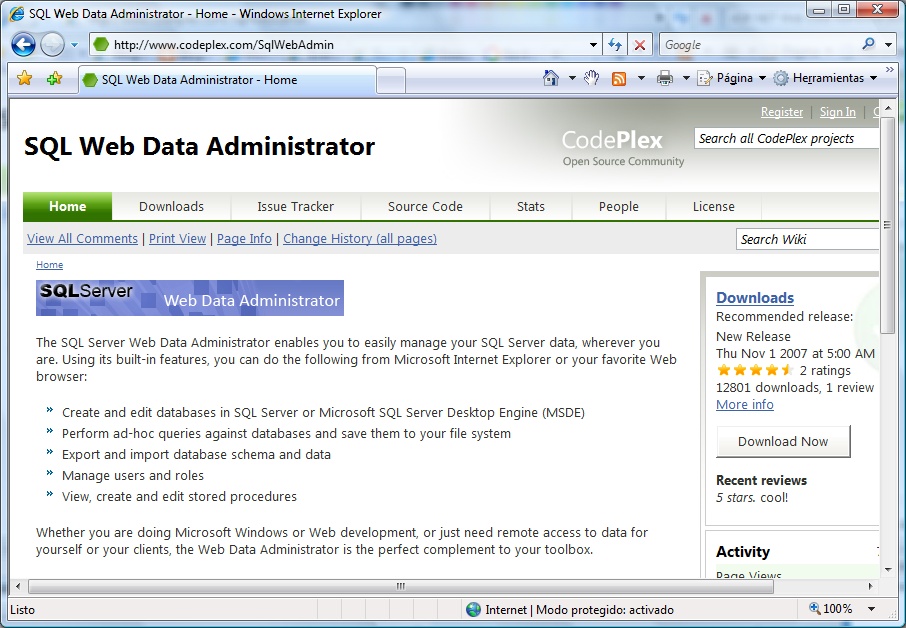 SQL Web Data Administrator - Home - Windows Internet Explorer
http://www.codeplex.com/SqlWebAdmin
Google
SQL Web Data Administrator - Home
Página
Herramientas
Register | Sign In |
SQL Web Data Administrator
CodePlex
Open Source Community
Search all CodePlex projects
Home Downloads Issue Tracker Source Code Stats People License
View All Comments | Print View | Page Info | Change History (all pages)
Search Wiki
Home
SQLServer Web Data Administrator
The SQL Server Web Data Administrator enables you to easily manage your SQL Server data, wherever you
are. Using its built-in features, you can do the following from Microsoft Internet Explorer or your favorite Web
browser:
» Create and edit databases in SQL Server or Microsoft SQL Server Desktop Engine (MSDE)
» Perform ad-hoc queries against databases and save them to your file system
» Export and import database schema and data
» Manage users and roles
» View, create and edit stored procedures
Whether you are doing Microsoft Windows or Web development, or just need remote access to data for
yourself or your clients, the Web Data Administrator is the perfect complement to your toolbox.
Downloads
Recommended release:
New Release
Thu Nov 1 2007 at 5:00 AM
2 ratings
12801 downloads, 1 review
More info
Download Now
Recent reviews
5 stars. cool!
Activity
Page Views
Listo
Internet | Modo protegido: activado
100%